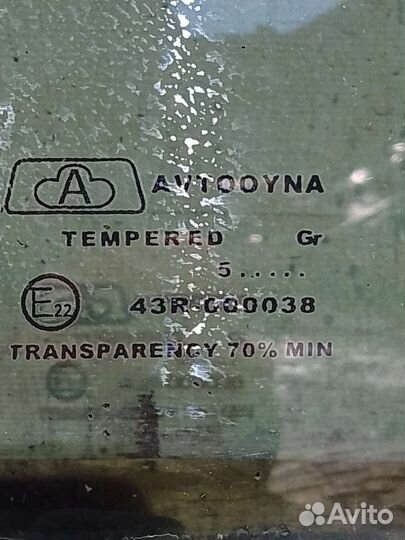 A AVTOOYNA
TEMPERED Gr
5.....
E22 43R-000038
TRANSPARENCY 70% MIN
Avito